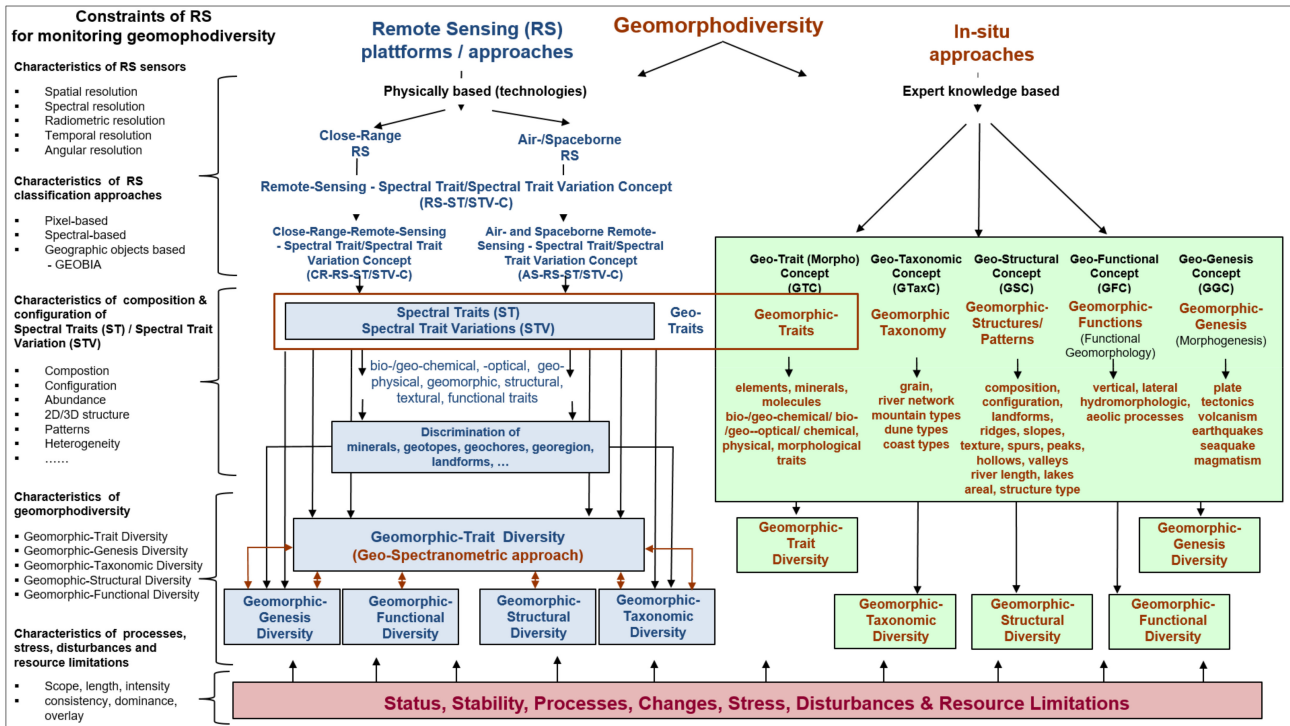 Constraints of RS
for monitoring geomophodiversity
Characteristics of RS sensors
▪ Spatial resolution
▪ Spectral resolution
▪ Radiometric resolution
▪ Temporal resolution
▪ Angular resolution
Characteristics of RS
classification approaches
▪ Pixel-based
▪ Spectral-based
▪ Geographic objects based
- GEOBIA
Characteristics of composition &
configuration of
Spectral Traits (ST) / Spectral Trait
Variation (STV)
▪ Compostion
▪ Configuration
▪ Abundance
▪ 2D/3D structure
▪ Patterns
▪ Heterogeneity
▪ ......
Characteristics of
geomorphodiversity
▪ Geomorphic-Trait Diversity
▪ Geomorphic-Genesis Diversity
▪ Geomorphic-Taxonomic Diversity
▪ Geomophic-Structural Diversity
▪ Geomorphic-Functional Diversity
Characteristics of processes,
stress, disturbances and
resource limitations
▪ Scope, length, intensity
▪ consistency, dominance,
overlay
Geomorphodiversity
Remote Sensing (RS)
plattforms / approaches
Physically based (technologies)
Close-Range
RS
Air-/Spaceborne
RS
Remote-Sensing - Spectral Trait/Spectral Trait Variation Concept
(RS-ST/STV-C)
Close-Range-Remote-Sensing
- Spectral Trait/Spectral Trait
Variation Concept
(CR-RS-ST/STV-C)
Air- and Spaceborne Remote-
Sensing - Spectral Trait/Spectral
Trait Variation Concept
(AS-RS-ST/STV-C)
Spectral Traits (ST)
Spectral Trait Variations (STV)
Geo-
Traits
bio-/geo-chemical, -optical, geo-
physical, geomorphic, structural,
textural, functional traits
Discrimination of
minerals, geotopes, geochores, georegion,
landforms, ...
Geomorphic-Trait Diversity
(Geo-Spectranometric approach)
Geomorphic-
Genesis
Diversity
Geomorphic-
Functional
Diversity
Geomorphic-
Structural
Diversity
Geomorphic-
Taxonomic
Diversity
In-situ
approaches
Expert knowledge based
Geo-Trait (Morpho)
Concept
(GTC)
Geomorphic-
Traits
elements, minerals,
molecules
bio-/geo-chemical/ bio-
/geo--optical/ chemical,
physical, morphological
traits
Geo-Taxonomic
Concept
(GTaxC)
Geomorphic
Taxonomy
grain,
river network
mountain types
dune types
coast types
Geo-Structural
Concept
(GSC)
Geomorphic-
Structures/
Patterns
composition,
configuration,
landforms,
ridges, slopes,
texture, spurs, peaks,
hollows, valleys
river length, lakes
areal, structure type
Geo-Functional
Concept
(GFC)
Geomorphic-
Functions
(Functional
Geomorphology)
vertical, lateral
hydromorphologic,
aeolic processes
Geo-Genesis
Concept
(GGC)
Geomorphic-
Genesis
(Morphogenesis)
plate
tectonics
volcanism
earthquakes
seaquake
magmatism
Geomorphic-
Trait
Diversity
Geomorphic-
Genesis
Diversity
Geomorphic-
Taxonomic
Diversity
Geomorphic-
Structural
Diversity
Geomorphic-
Functional
Diversity
Status, Stability, Processes, Changes, Stress, Disturbances & Resource Limitations